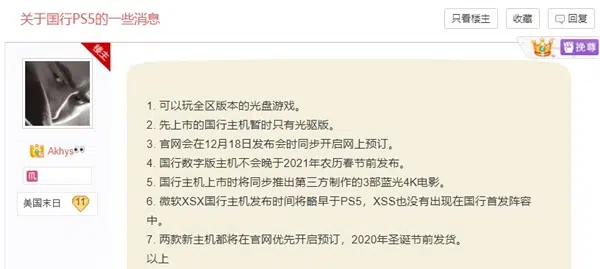 关于国行PS5的一些消息
只看楼主
收藏
回复
楼主
挽尊
1. 可以玩全区版本的光盘游戏。
2. 先上市的国行主机暂时只有光驱版。
3. 官网会在12月18日发布会时同步开启网上预订。
4. 国行数字版主机不会晚于2021年农历春节前发布。
5. 国行主机上市时将同步推出第三方制作的3部蓝光4K电影。
6. 微软XSX国行主机发布时间将酪早于PS5，XSS也没有出现在国行首发阵容
中。
7. 两款新主机都将在官网优先开启预订，2020年圣诞节前发货。
以上
Akhys
美国末日
11